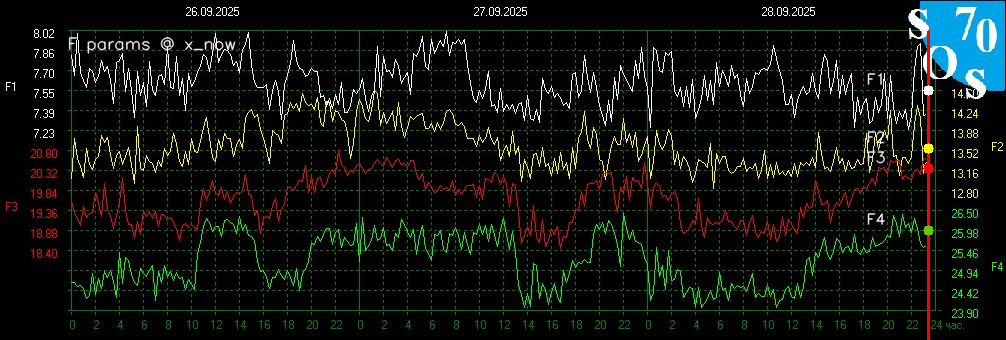 26.09.2025 27.09.2025 28.09.2025
S 70
O
S
F params @ x_now
8.02
7.86
7.70
7.55
7.39
7.23
F1
20.80
20.32
19.84
19.36
18.88
18.40
F3
F1
F2
F3
F4
14.24
13.88
13.52
13.16
12.80
F2
26.50
25.98
25.46
24.94
24.42
23.90
F4
0 2 4 6 8 10 12 14 16 18 20 22 0 2 4 6 8 10 12 14 16 18 20 22 0 2 4 6 8 10 12 14 16 18 20 22 24 час.